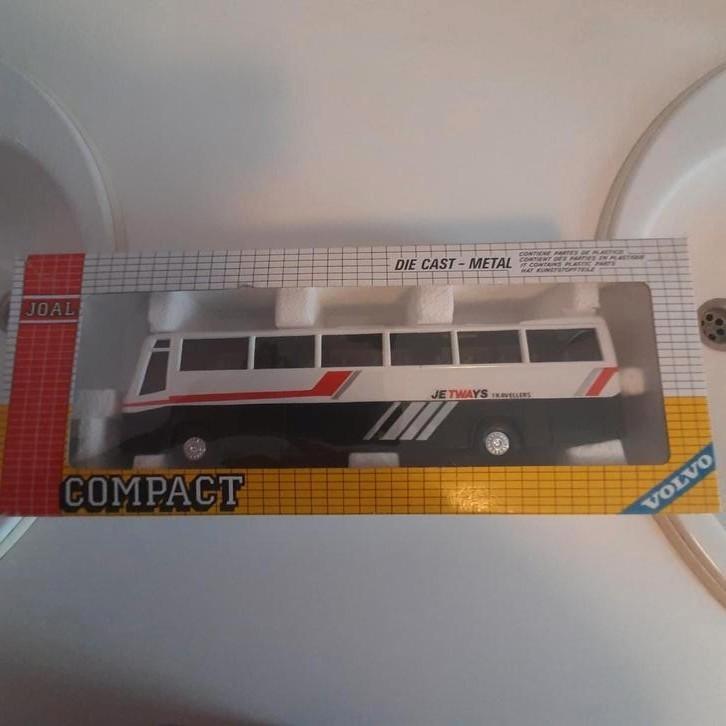 JOAL
DIE CAST - METAL
CONTIENE PARTES DE PLASTICO
CONTIENT DES PARTIES EN PLASTIQUE
IT CONTAINS PLASTIC PARTS
HAT KUNSTSTOFFTEILE
JETWAYS TRAVELLERS
COMPACT
VOLVO